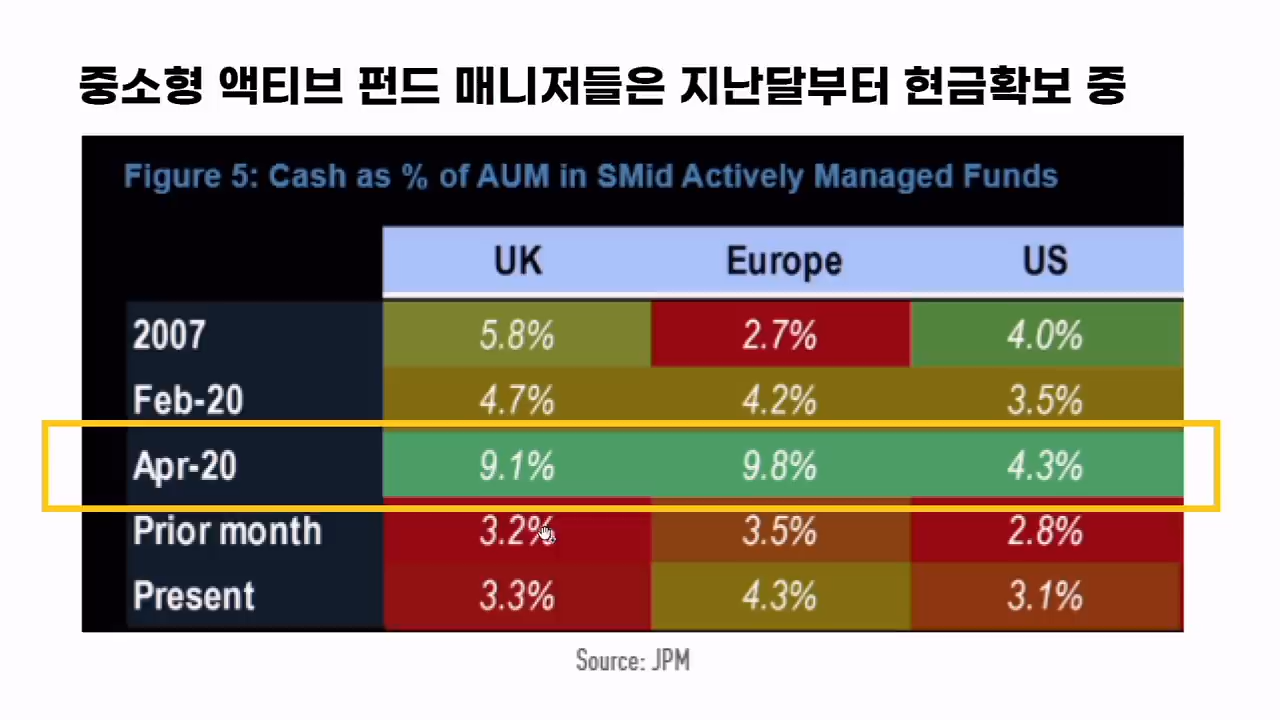 중소형 액티브 펀드 매니저들은 지난달부터 현금확보 중
Figure 5: Cash as % of AUM in SMid Actively Managed Funds
UK Europe US
2007 5.8% 2.7% 4.0%
Feb-20 4.7% 4.2% 3.5%
Apr-20 9.1% 9.8% 4.3%
Prior month 3.2% 3.5% 2.8%
Present 3.3% 4.3% 3.1%
Source: JPM